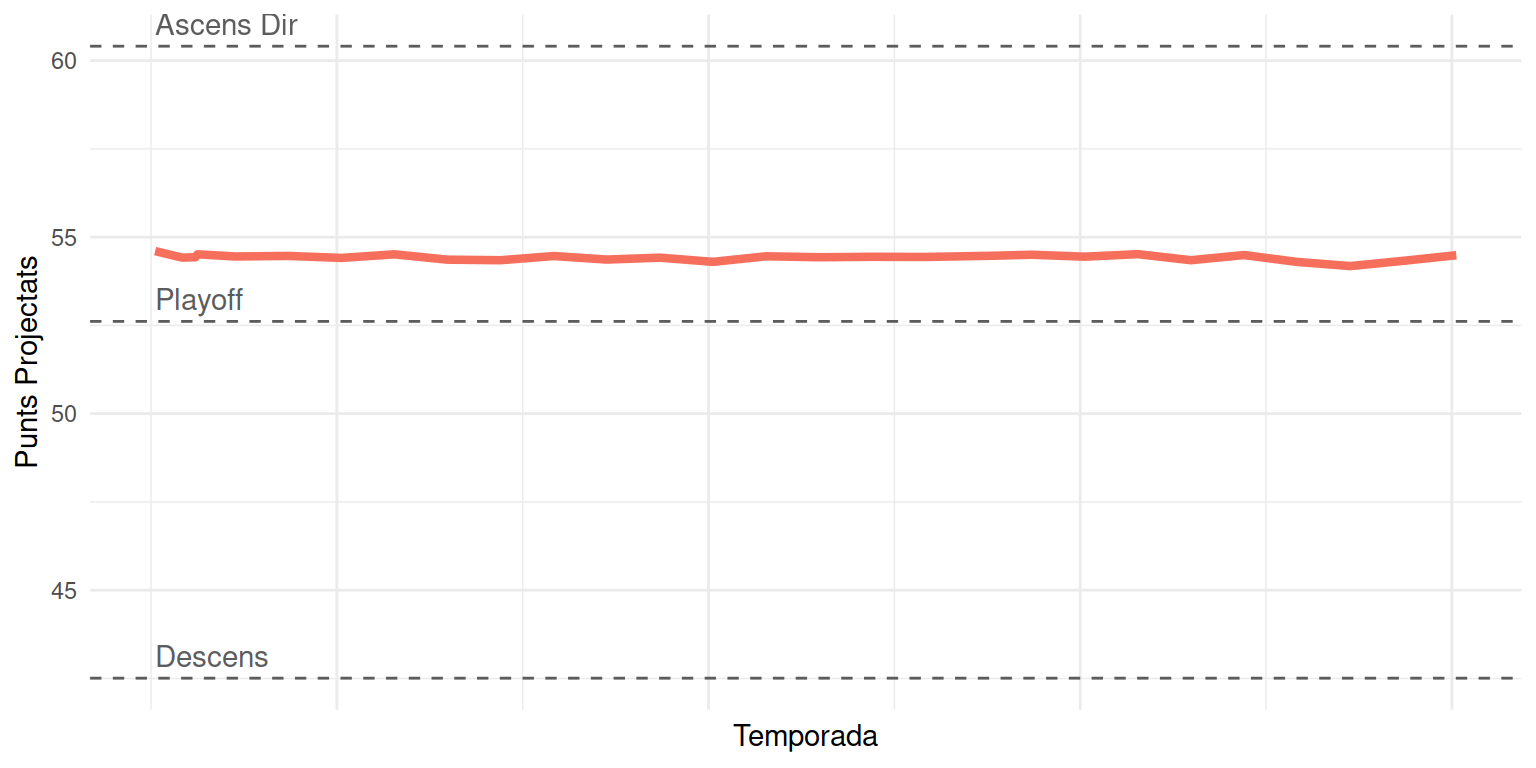 Ascens Dir
60
55
Playoff
50
45
Descens
Punts Projectats
Temporada